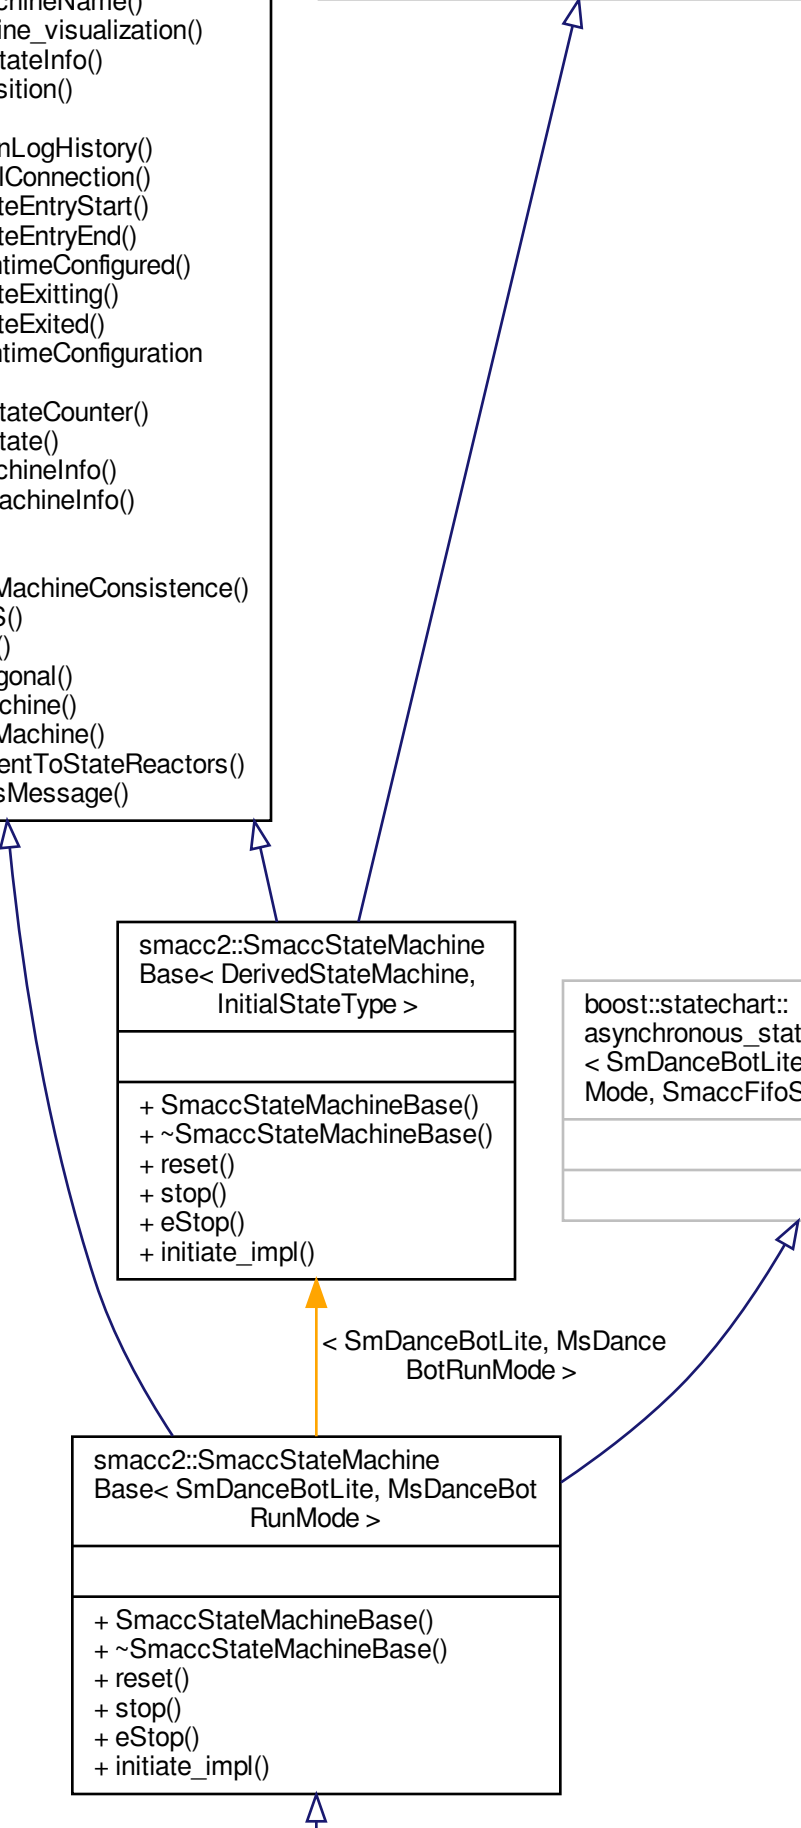 chineName()
ine_visualization()
tateInfo()
sition()
nLogHistory()
lConnection()
teEntryStart()
teEntryEnd()
ntimeConfigured()
teExitting()
teExited()
ntimeConfiguration
tateCounter()
tate()
chineInfo()
achineInfo()
MachineConsistence()
S()
()
gonal()
chine()
Machine()
entToStateReactors()
sMessage()
smacc2::SmaccStateMachine
Base< DerivedStateMachine,
InitialStateType >
+ SmaccStateMachineBase()
+ ~SmaccStateMachineBase()
+ reset()
+ stop()
+ eStop()
+ initiate_impl()
boost::statechart::
asynchronous_stat
< SmDanceBotLite
Mode, SmaccFifoS
< SmDanceBotLite, MsDance
BotRunMode >
smacc2::SmaccStateMachine
Base< SmDanceBotLite, MsDanceBot
RunMode >
+ SmaccStateMachineBase()
+ ~SmaccStateMachineBase()
+ reset()
+ stop()
+ eStop()
+ initiate_impl()